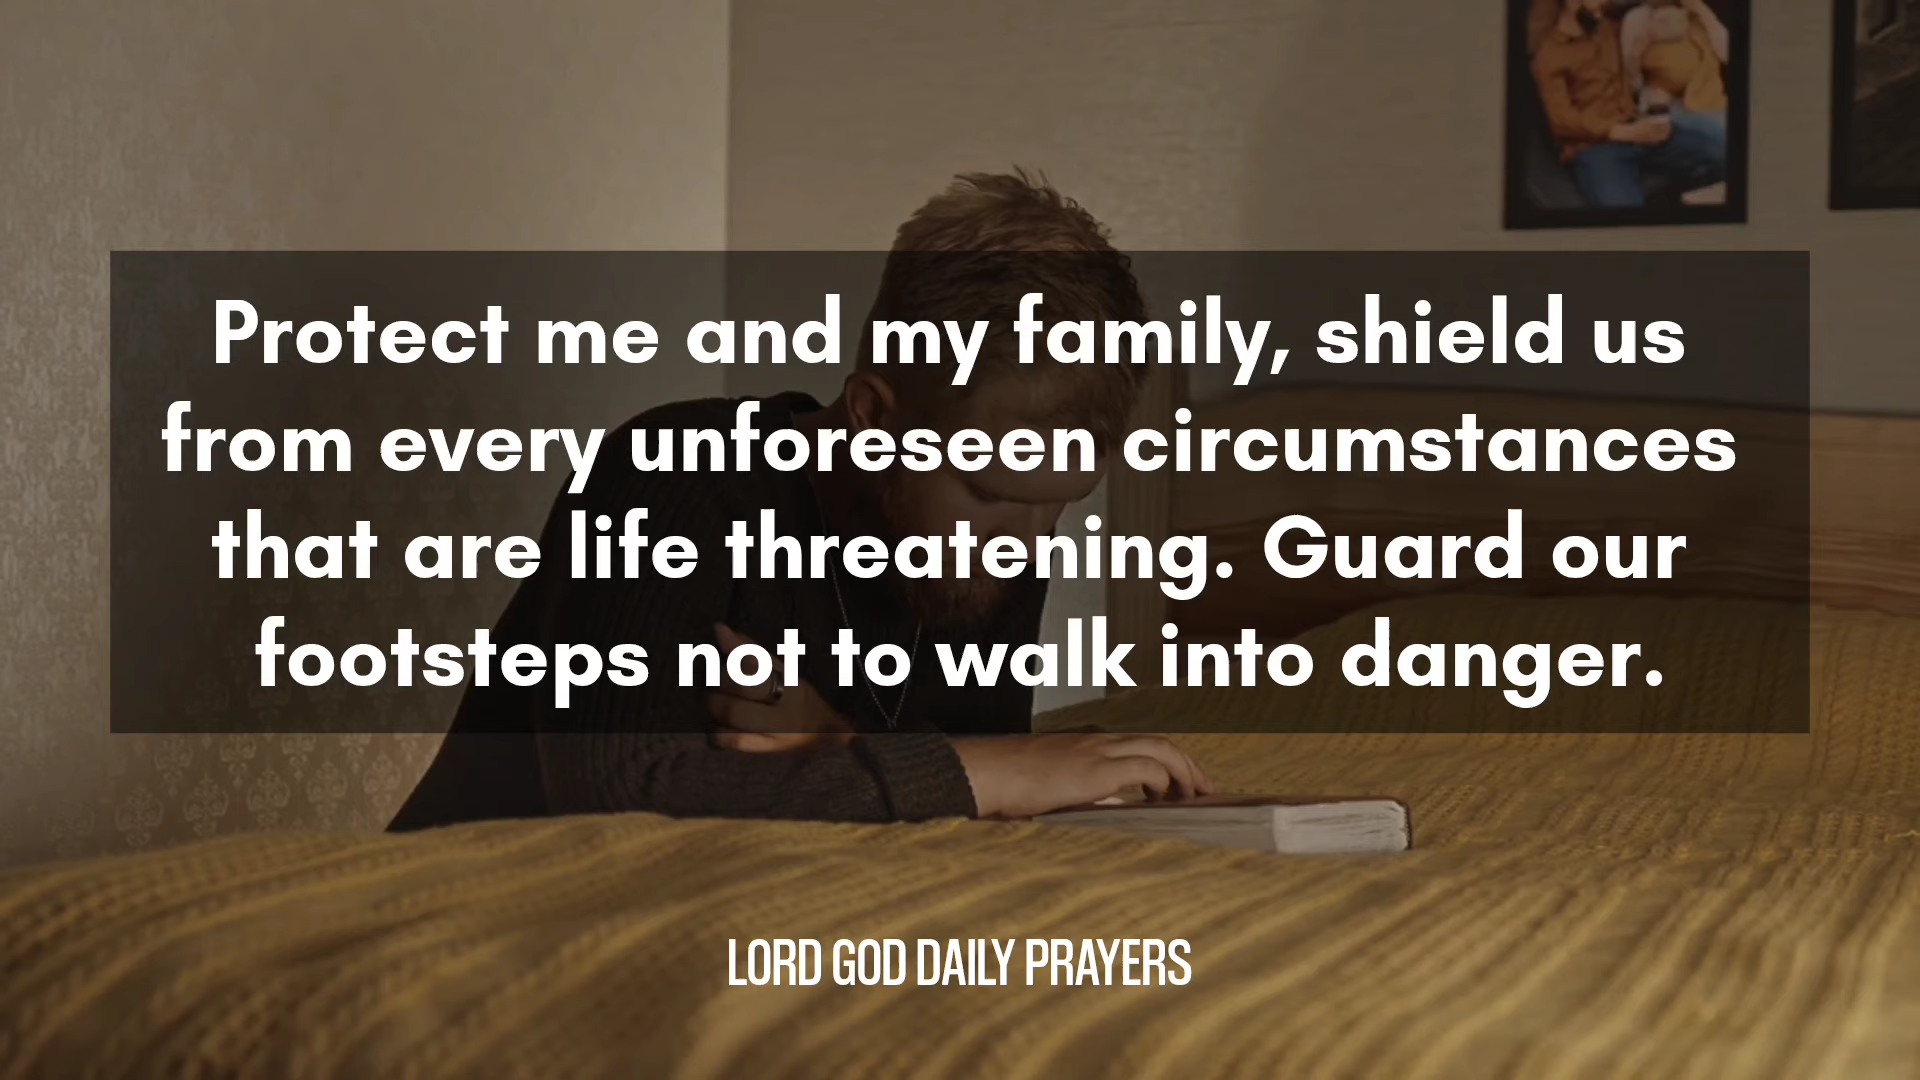 Protect me and my family, shield us
from every unforeseen circumstances
that are life threatening. Guard our
footsteps not to walk into danger.
LORD GOD DAILY PRAYERS